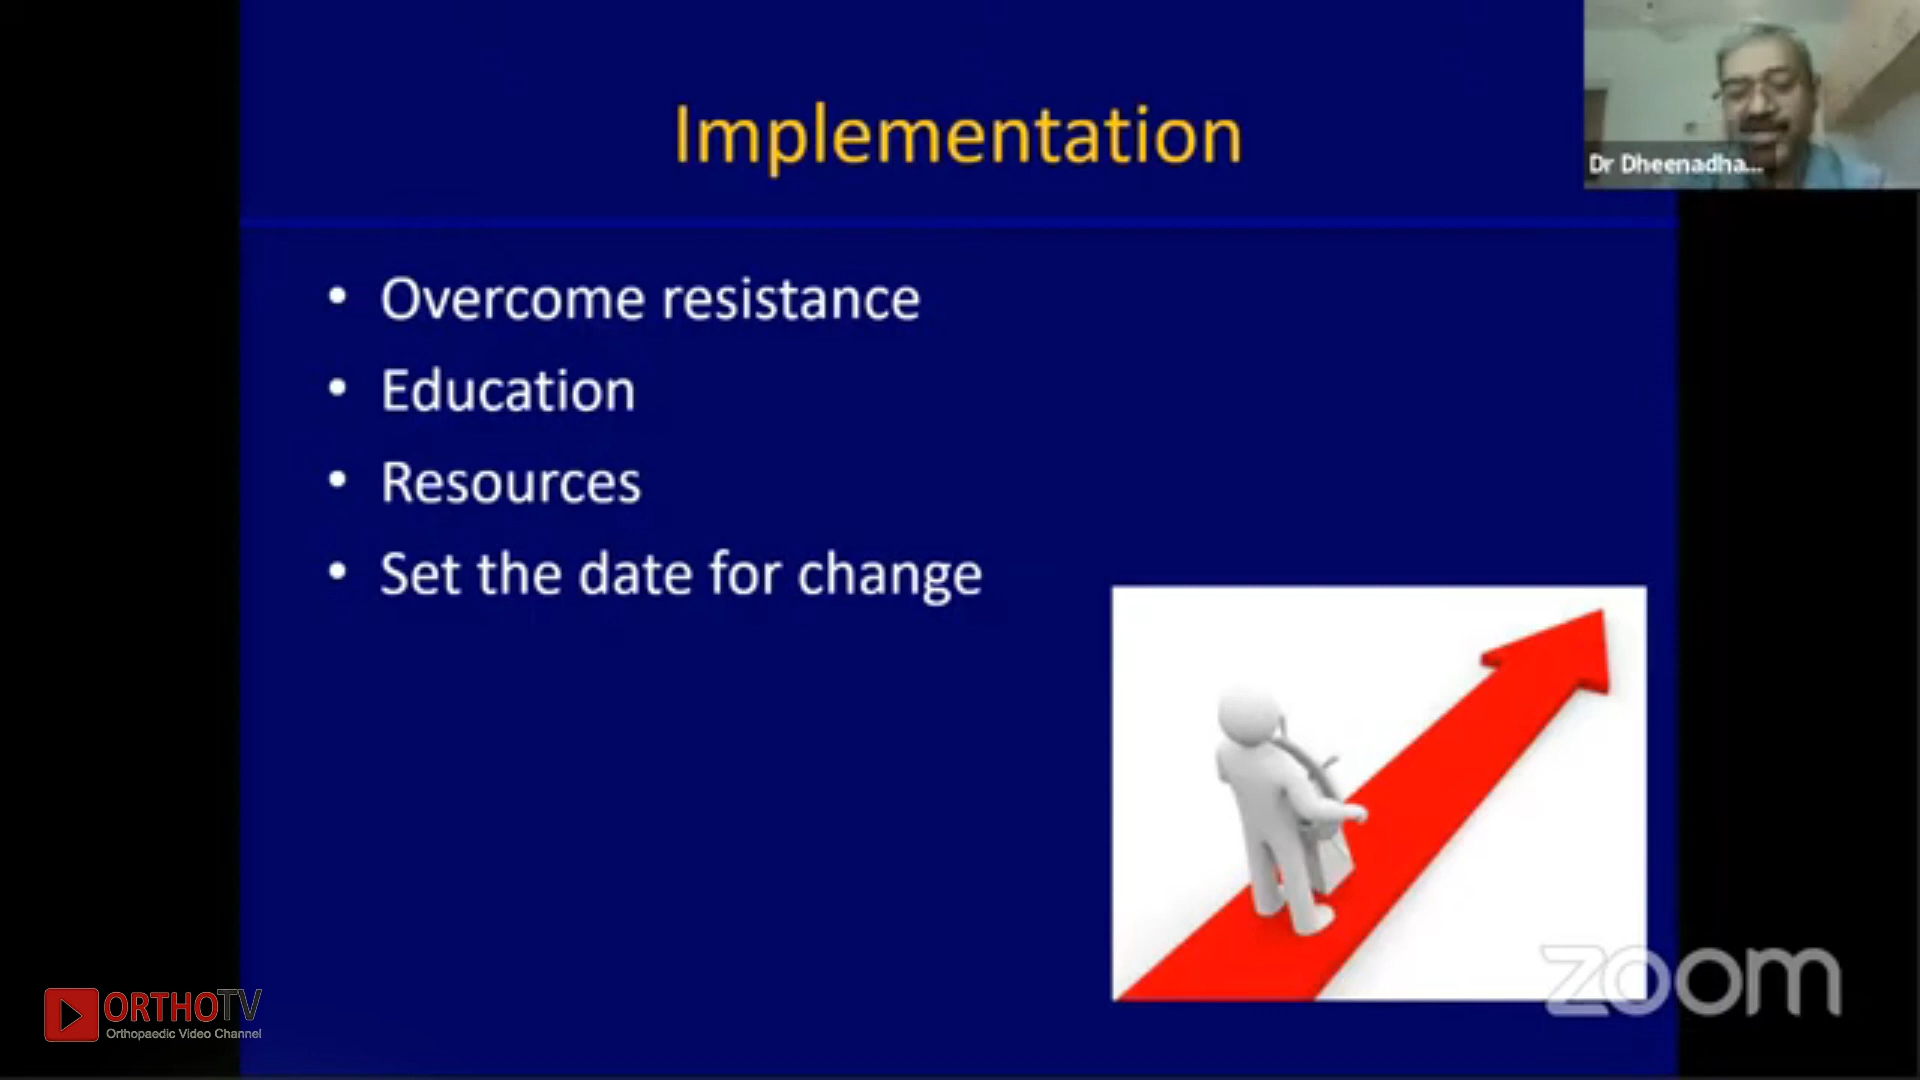 Implementation
Dr Dheenadha...
• Overcome resistance
• Education
• Resources
• Set the date for change
zoom
ORTHOTV
Orthopaedic Video Channel